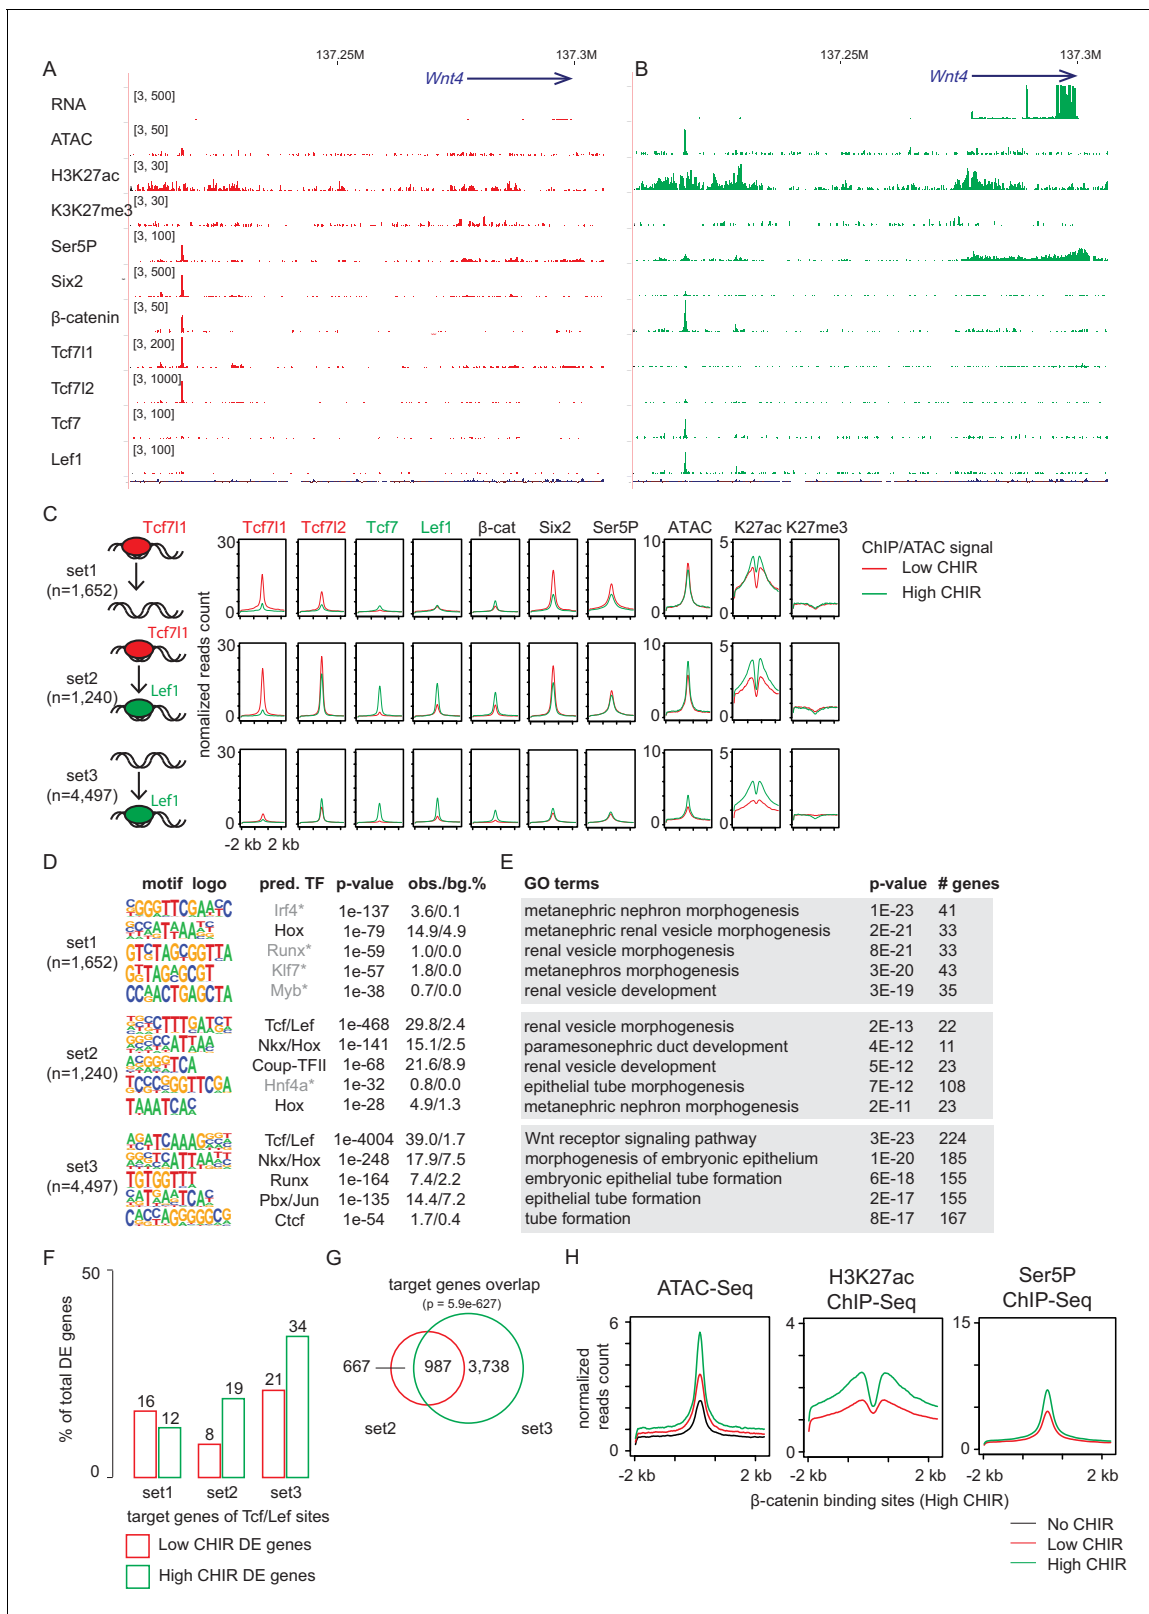 137.25M 137.3M 137.25M 137.3M
A Wnt4 B Wnt4
RNA [3, 500]
ATAC [3, 50]
H3K27ac [3, 30]
K3K27me3 [3, 30]
Ser5P [3, 100]
Six2 [3, 500]
β-catenin [3, 50]
Tcf7l1 [3, 200]
Tcf7l2 [3, 1000]
Tcf7 [3, 100]
Lef1 [3, 100]
C Tcf7l1 Tcf7l1 Tcf7l2 Tcf7 Lef1 β-cat Six2 Ser5P ATAC K27ac K27me3
ChIP/ATAC signal
Low CHIR
High CHIR
set1
(n=1,652)
30 0 10 0 5 0
Tcf7l1
set2
(n=1,240)
Lef1
30 0 10 0 5 0
set3
(n=4,497)
Lef1
30 0 10 0 5 0
nomalized reads count
-2 kb 2 kb
D
motif logo pred. TF p-value obs./bg.%
set1
(n=1,652)
Irf4* 1e-137 3.6/0.1
Hox 1e-79 14.9/4.9
Runx* 1e-59 1.0/0.0
Klf7* 1e-57 1.8/0.0
Myb* 1e-38 0.7/0.0
set2
(n=1,240)
Tcf/Lef 1e-468 29.8/2.4
Nkx/Hox 1e-141 15.1/2.5
Coup-TFII 1e-68 21.6/8.9
Hnf4a* 1e-32 0.8/0.0
Hox 1e-28 4.9/1.3
set3
(n=4,497)
Tcf/Lef 1e-4004 39.0/1.7
Nkx/Hox 1e-248 17.9/7.5
Runx 1e-164 7.4/2.2
Pbx/Jun 1e-135 14.4/7.2
Ctcf 1e-54 1.7/0.4
E
GO terms p-value # genes
metanephric nephron morphogenesis 1E-23 41
metanephric renal vesicle morphogenesis 2E-21 33
renal vesicle morphogenesis 8E-21 33
metanephros morphogenesis 3E-20 43
renal vesicle development 3E-19 35
renal vesicle morphogenesis 2E-13 22
paramesonephric duct development 4E-12 11
renal vesicle development 5E-12 23
epithelial tube morphogenesis 7E-12 108
metanephric nephron morphogenesis 2E-11 23
Wnt receptor signaling pathway 3E-23 224
morphogenesis of embryonic epithelium 1E-20 185
embryonic epithelial tube formation 6E-18 155
epithelial tube formation 2E-17 155
tube formation 8E-17 167
F
50
0
% of total DE genes
16 12 8 19 21 34
set1 set2 set3
target genes of Tcf/Lef sites
Low CHIR DE genes
High CHIR DE genes
G
target genes overlap
(p = 5.9e-627)
667 987 3,738
set2 set3
H
ATAC-Seq
H3K27ac
ChIP-Seq
Ser5P
ChIP-Seq
normalized
reads count
6 3 0
4 0
15 0
-2 kb 2 kb -2 kb 2 kb -2 kb 2 kb
β-catenin binding sites (High CHIR)
No CHIR
Low CHIR
High CHIR